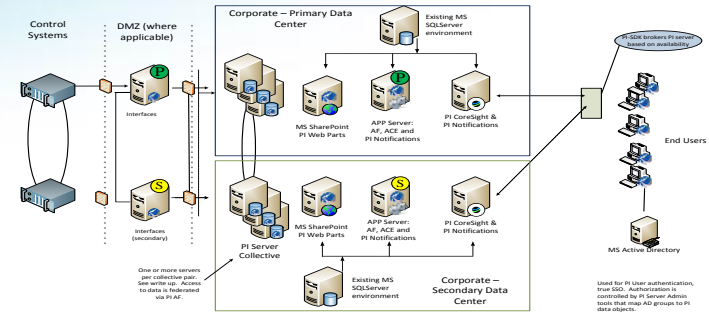 Control
Systems
DMZ (where
applicable)
Corporate – Primary Data
Center
Existing MS
SQLServer
environment
PI-SDK brokers PI server
based on availability
P
Interfaces
MS SharePoint
PI Web Parts
P
APP Server:
AF, ACE and
PI Notifications
PI CoreSight &
PI Notifications
End Users
S
Interfaces
(secondary)
PI Server
Collective
MS SharePoint
PI Web Parts
S
APP Server:
AF, ACE and
PI Notifications
PI CoreSight &
PI Notifications
MS Active Directory
One or more servers
per collective pair.
See write up. Access
to data is federated
via PI AF.
Existing MS
SQLServer
environment
Corporate –
Secondary Data
Center
Used for PI User authentication,
true SSO. Authorization is
controlled by PI Server Admin
tools that map AD groups to PI
data objects.